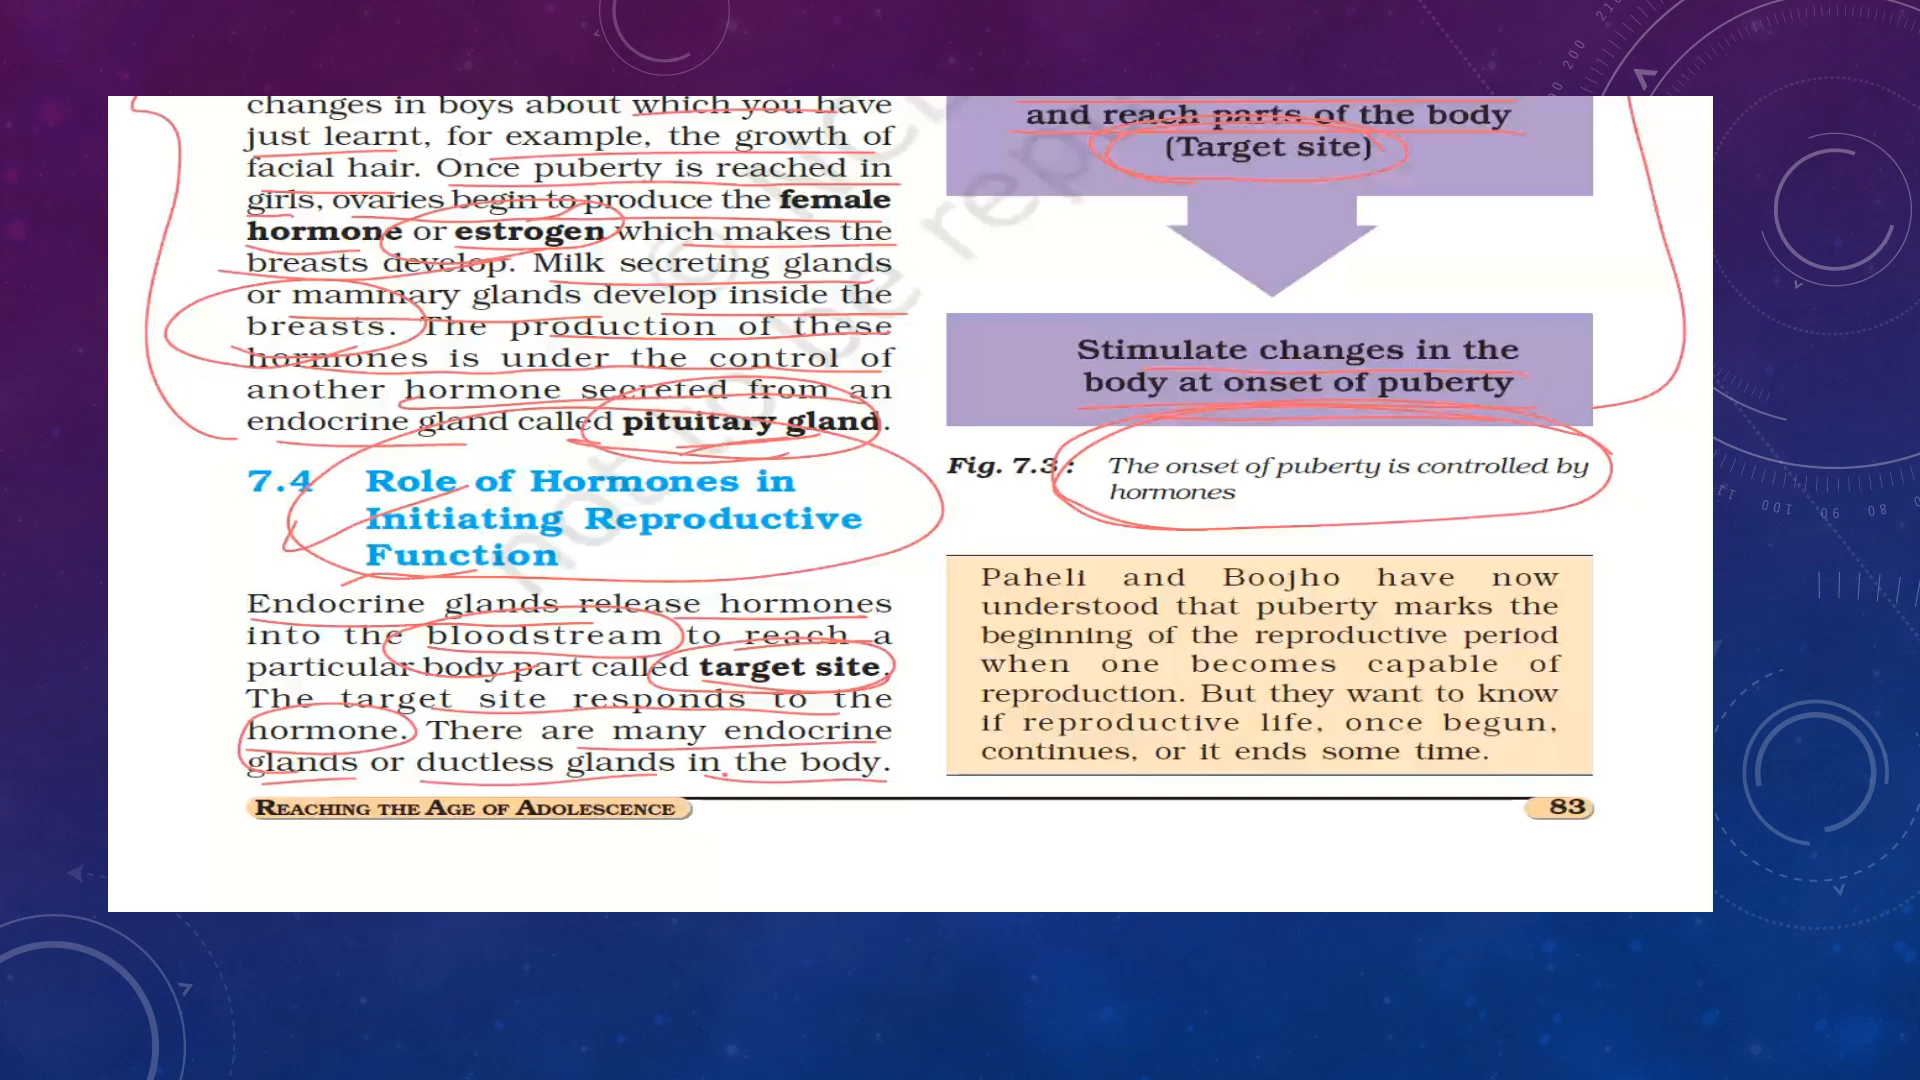 changes in boys about which you have
just learnt, for example, the growth of
facial hair. Once puberty is reached in
girls, ovaries begin to produce the female
hormone or estrogen which makes the
breasts develop. Milk secreting glands
or mammary glands develop inside the
breasts. The production of these
hormones is under the control of
another hormone secreted from an
endocrine gland called pituitary gland.
7.4 Role of Hormones in
Initiating Reproductive
Function
Endocrine glands release hormones
into the bloodstream to reach a
particular body part called target site.
The target site responds to the
hormone. There are many endocrine
glands or ductless glands in the body.
and reach parts of the body
(Target site)
Stimulate changes in the
body at onset of puberty
Fig. 7.3 : The onset of puberty is controlled by
hormones
Paheli and Boojho have now
understood that puberty marks the
beginning of the reproductive period
when one becomes capable of
reproduction. But they want to know
if reproductive life, once begun,
continues, or it ends some time.
REACHING THE AGE OF ADOLESCENCE
83
not to be rep
200
100 90 80